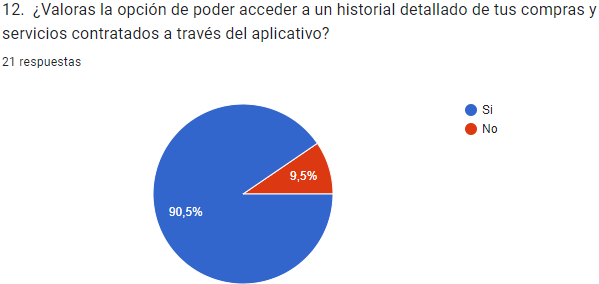 12. ¿Valoras la opción de poder acceder a un historial detallado de tus compras y
servicios contratados a través del aplicativo?
21 respuestas
Si
No
9,5%
90,5%